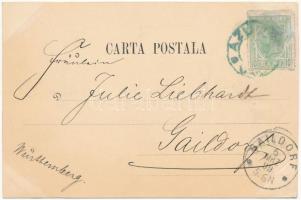 CARTA POSTALA
Fräulein
Julie Liebhardt
Gaildorf
Württemberg.
GAILDORF